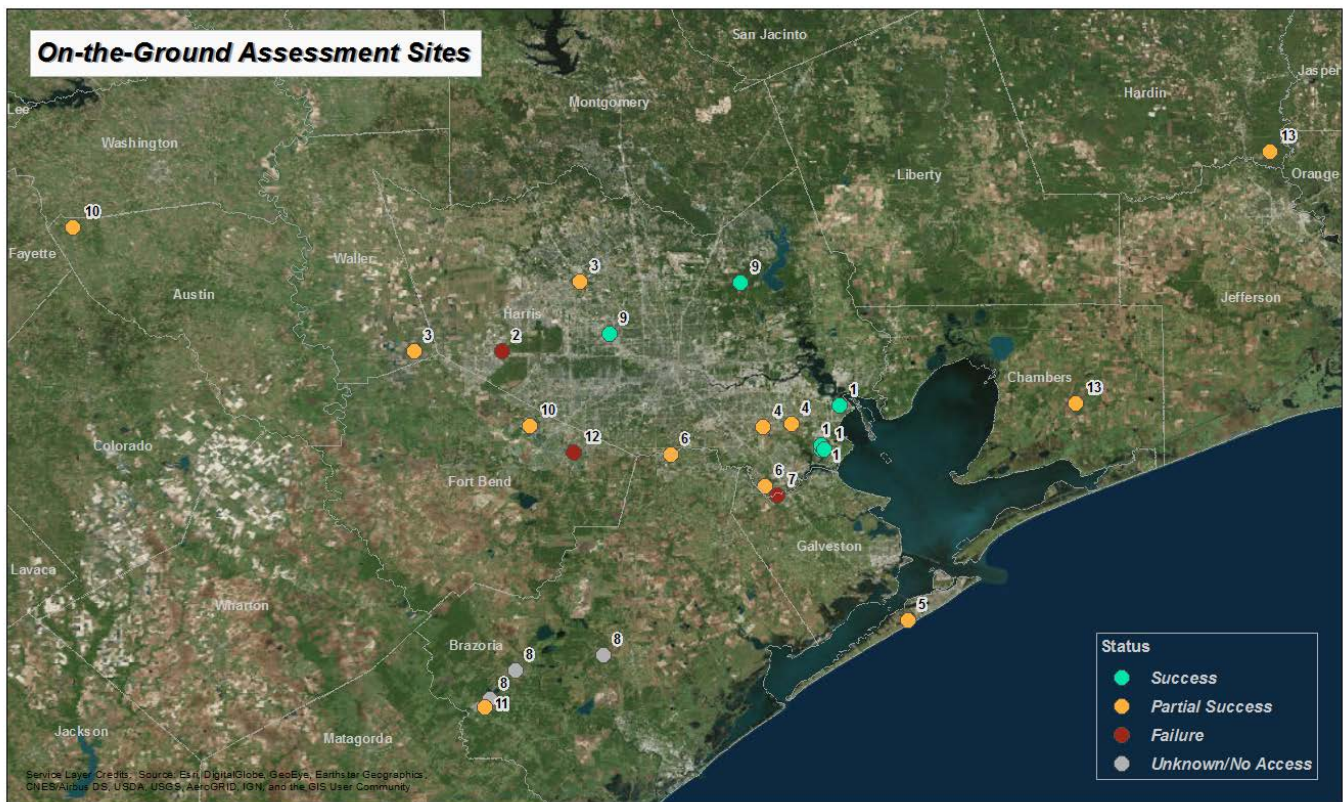 On-the-Ground Assessment Sites
San Jacinto
Jasper
Hardin
Lee
Montgomery
Washington
13
Liberty
Orange
10
Fayette
Waller
3
9
Austin
Jefferson
Harris
9
3
2
Chambers
13
1
10
4
4
Colorado
12
6
1
1
1
Fort Bend
6
7
Galveston
Lavaca
Wharton
5
Brazoria
8
8
8
11
Jackson
Matagorda
Status
Success
Partial Success
Failure
Unknown/No Access
Service Layer Credits: Source: Esri, DigitalGlobe, GeoEye, Earthstar Geographics,
CNES/Airbus DS, USDA, USGS, AeroGRID, IGN, and the GIS User Community